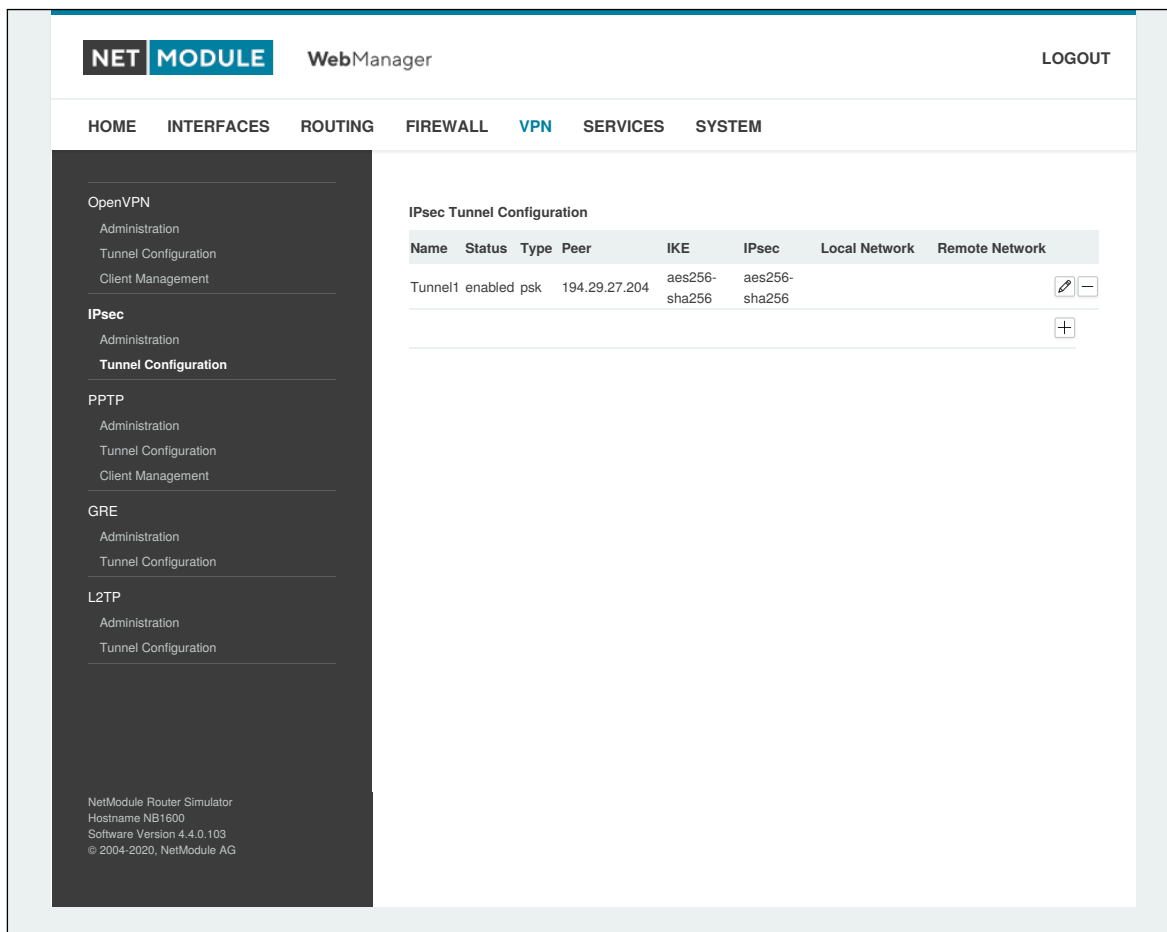 NET MODULE WebManager LOGOUT
HOME INTERFACES ROUTING FIREWALL VPN SERVICES SYSTEM
OpenVPN
Administration
Tunnel Configuration
Client Management
IPsec
Administration
Tunnel Configuration
PPTP
Administration
Tunnel Configuration
Client Management
GRE
Administration
Tunnel Configuration
L2TP
Administration
Tunnel Configuration
NetModule Router Simulator
Hostname NB1600
Software Version 4.4.0.103
© 2004-2020, NetModule AG
IPsec Tunnel Configuration
Name Status Type Peer IKE IPsec Local Network Remote Network
Tunnel1 enabled psk 194.29.27.204 aes256- aes256-
sha256 sha256